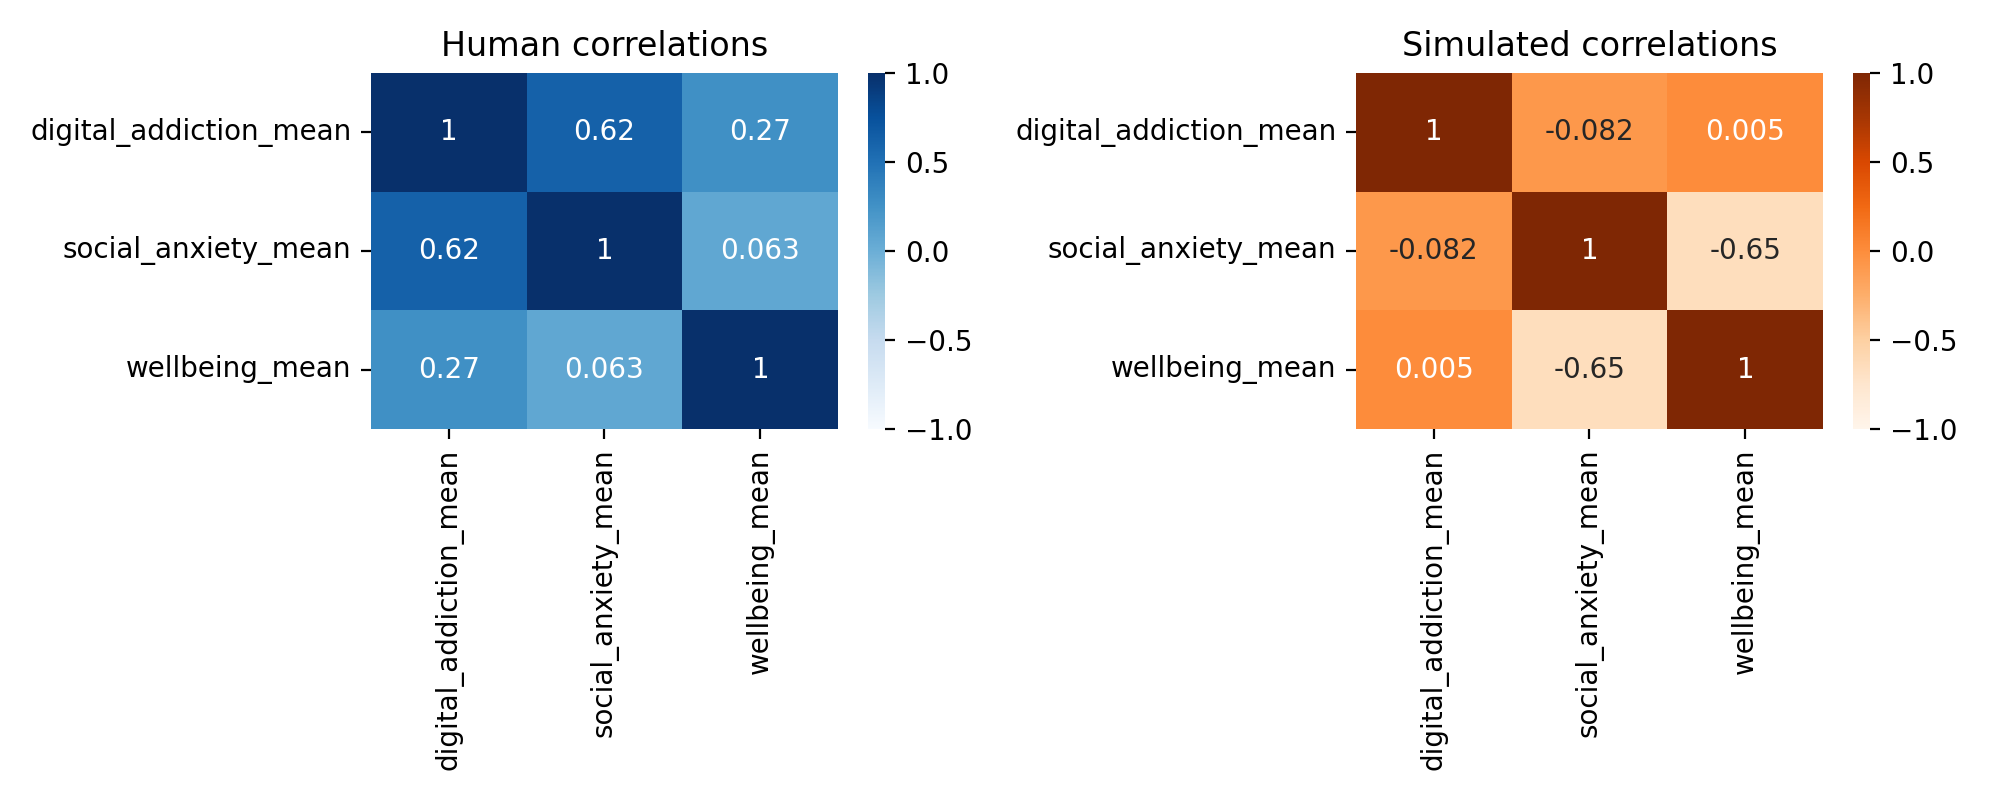 Human correlations
digital_addiction_mean
social_anxiety_mean
wellbeing_mean
1 0.62 0.27
0.62 1 0.063
0.27 0.063 1
digital_addiction_mean
social_anxiety_mean
wellbeing_mean
1.0
0.5
0.0
−0.5
−1.0
Simulated correlations
digital_addiction_mean
social_anxiety_mean
wellbeing_mean
1 -0.082 0.005
-0.082 1 -0.65
0.005 -0.65 1
digital_addiction_mean
social_anxiety_mean
wellbeing_mean
1.0
0.5
0.0
−0.5
−1.0